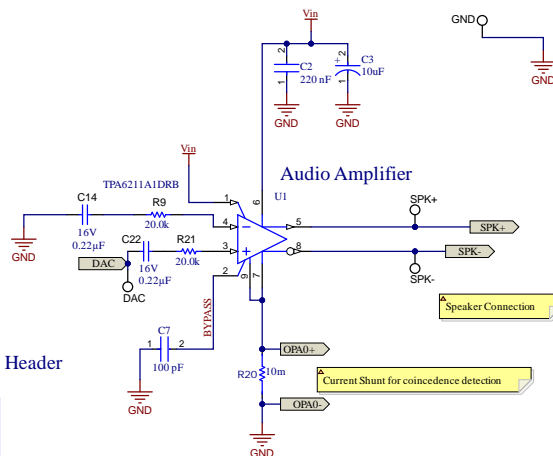 Vin
GND
C2
220 nF
2
1
C3
10uF
2
1
+
GND
GND
GND
Vin
Audio Amplifier
TPA6211A1DRB
U1
C14
16V
0.22µF
R9
20.0k
GND
C22
16V
0.22µF
R21
20.0k
DAC
DAC
1
4
3
2
6
5
8
9
7
SPK+
SPK+
SPK-
SPK-
Speaker Connection
BYPASS
C7
1
2
100 pF
GND
Header
OPA0+
R20
10m
Current Shunt for coincedence detection
OPA0-
GND